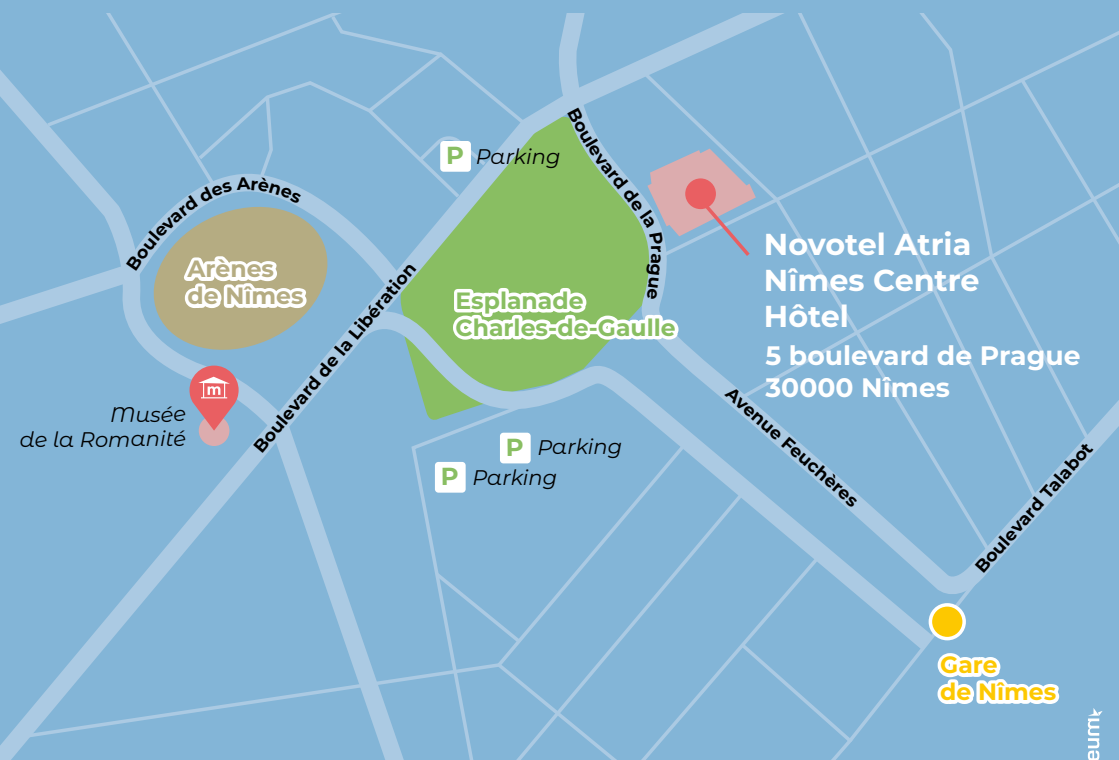 P Parking
Boulevard des Arènes
Boulevard de la Prague
Arènes
de Nîmes
Novotel Atria
Nîmes Centre
Hôtel
5 boulevard de Prague
30000 Nîmes
Esplanade
Charles-de-Gaulle
Boulevard de la Libération
m
Musée
de la Romanité
P Parking
P Parking
Avenue Feuchères
Boulevard Talabot
Gare
de Nîmes